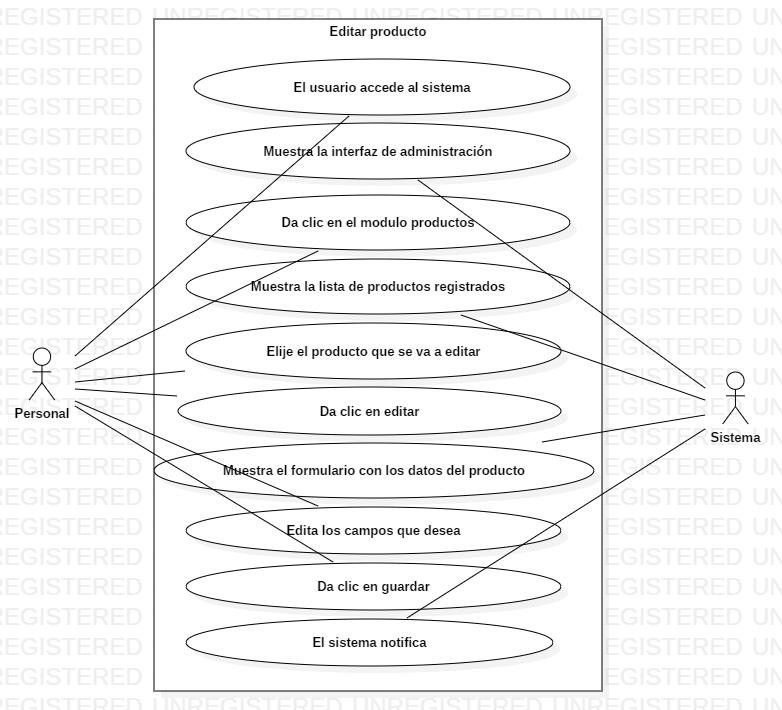 Editar producto
El usuario accede al sistema
Muestra la interfaz de administración
Da clic en el modulo productos
Muestra la lista de productos registrados
Elije el producto que se va a editar
Da clic en editar
Muestra el formulario con los datos del producto
Edita los campos que desea
Da clic en guardar
El sistema notifica
Personal
Sistema
UNREGISTERED